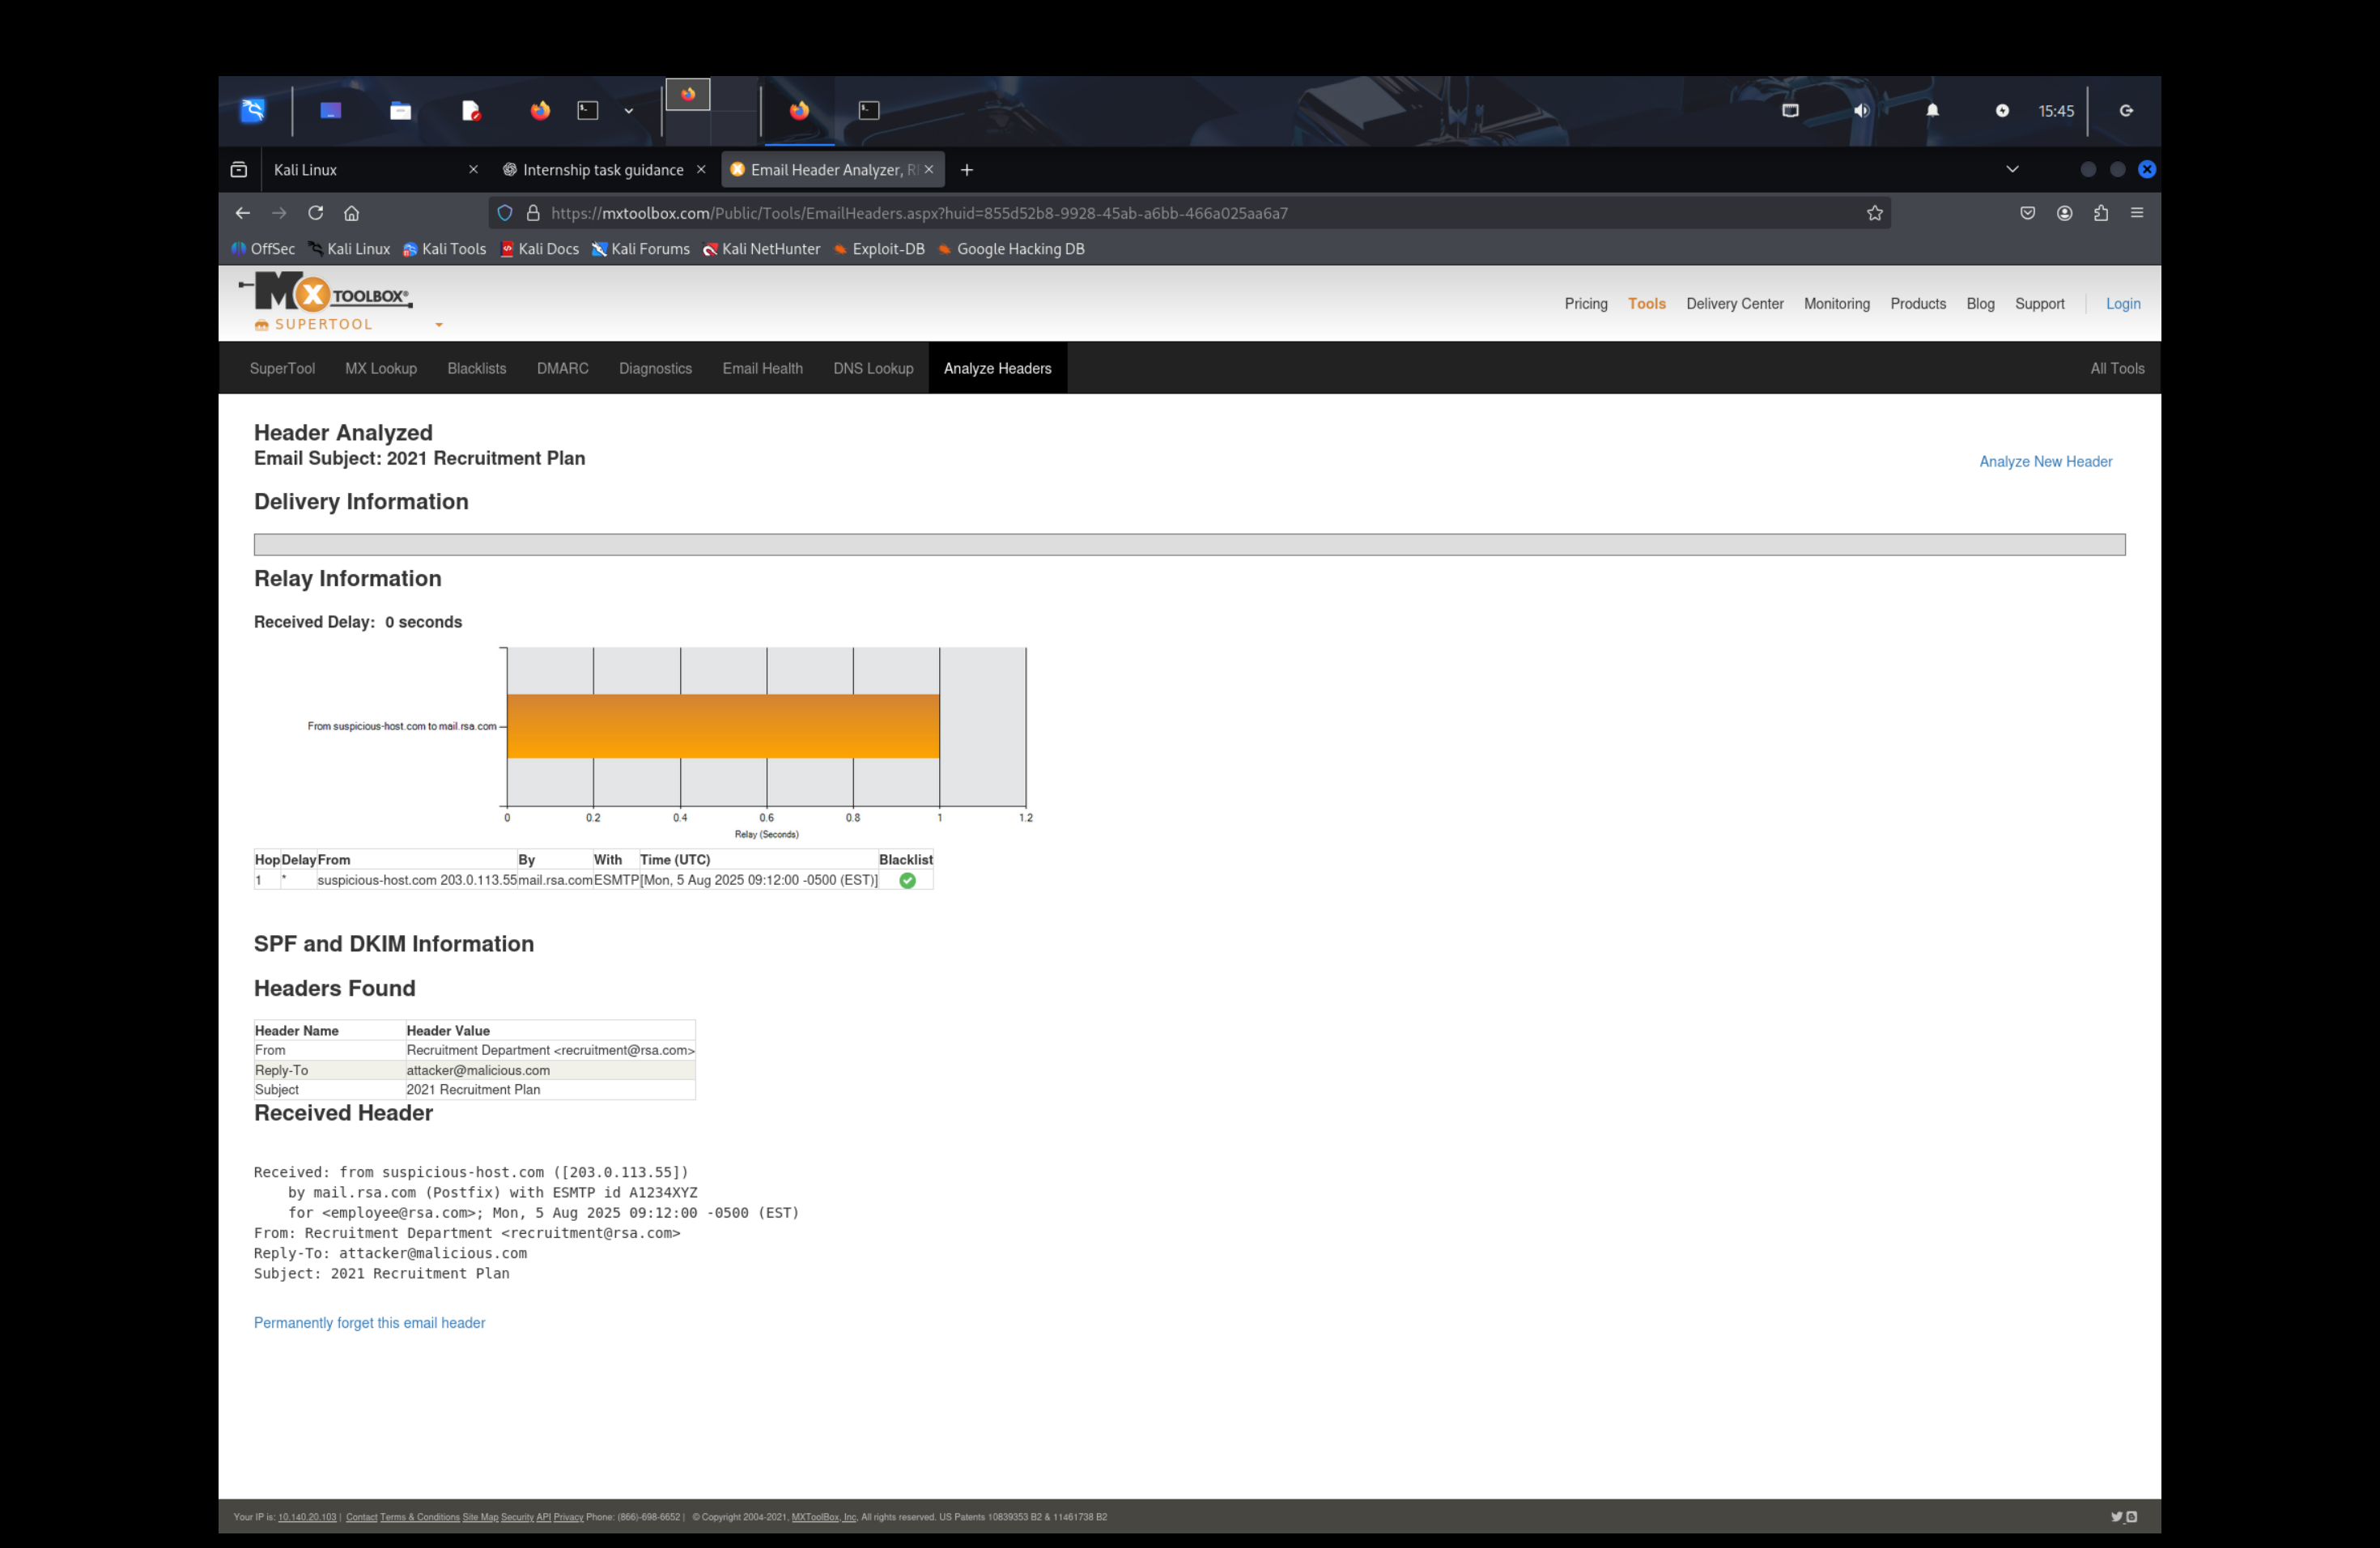 15:45
Kali Linux
Internship task guidance
Email Header Analyzer, R
https://mxtoolbox.com/Public/Tools/EmailHeaders.aspx?huid=855d52b8-9928-45ab-a6bb-466a025aa6a7
OffSec Kali Linux Kali Tools Kali Docs Kali Forums Kali NetHunter Exploit-DB Google Hacking DB
MX TOOLBOX®
SUPERTOOL
Pricing Tools Delivery Center Monitoring Products Blog Support Login
SuperTool MX Lookup Blacklists DMARC Diagnostics Email Health DNS Lookup Analyze Headers All Tools
Header Analyzed
Email Subject: 2021 Recruitment Plan
Analyze New Header
Delivery Information
Relay Information
Received Delay: 0 seconds
From suspicious-host.com to mail.rsa.com
0 0.2 0.4 0.6 0.8 1 1.2
Relay (Seconds)
Hop Delay From By With Time (UTC) Blacklist
1 * suspicious-host.com 203.0.113.55 mail.rsa.com ESMTP [Mon, 5 Aug 2025 09:12:00 -0500 (EST)]
SPF and DKIM Information
Headers Found
Header Name Header Value
From Recruitment Department <recruitment@rsa.com>
Reply-To attacker@malicious.com
Subject 2021 Recruitment Plan
Received Header
Received: from suspicious-host.com ([203.0.113.55])
by mail.rsa.com (Postfix) with ESMTP id A1234XYZ
for <employee@rsa.com>; Mon, 5 Aug 2025 09:12:00 -0500 (EST)
From: Recruitment Department <recruitment@rsa.com>
Reply-To: attacker@malicious.com
Subject: 2021 Recruitment Plan
Permanently forget this email header
Your IP is: 10.140.20.103 | Contact Terms & Conditions Site Map Security API Privacy Phone: (866)-698-6652 | © Copyright 2004-2021, MXToolBox, Inc, All rights reserved. US Patents 10839353 B2 & 11461738 B2